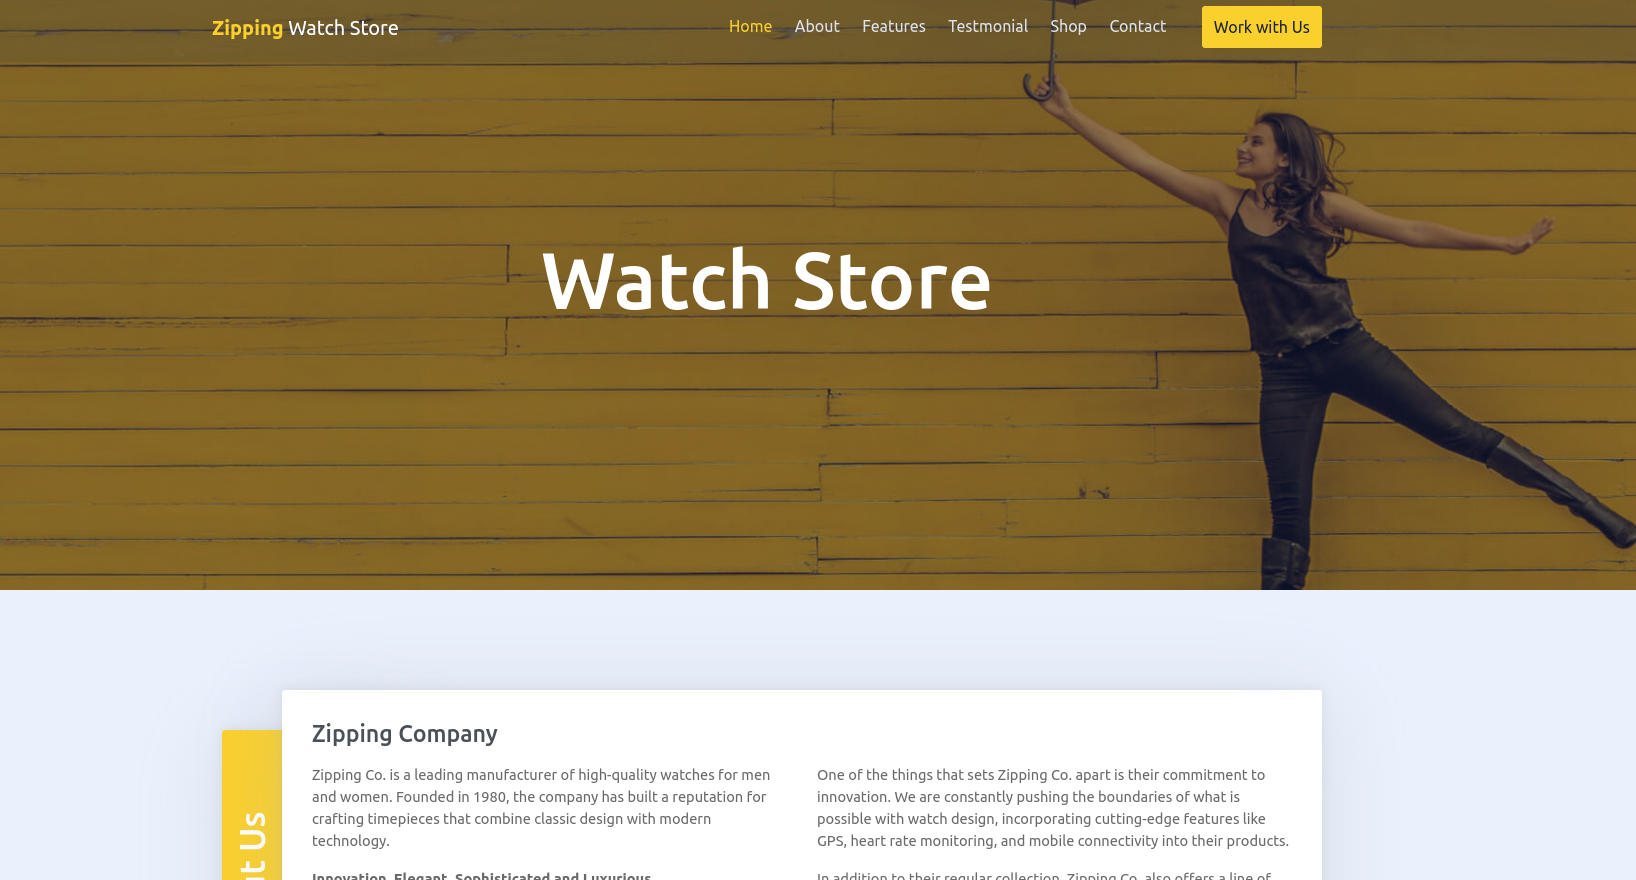 Zipping Watch Store
Home About Features Testmonial Shop Contact Work with Us
Watch Store
Zipping Company
Zipping Co. is a leading manufacturer of high-quality watches for men
and women. Founded in 1980, the company has built a reputation for
crafting timepieces that combine classic design with modern
technology.
Innovation, Elegant, Sophisticated and Luxurious
One of the things that sets Zipping Co. apart is their commitment to
innovation. We are constantly pushing the boundaries of what is
possible with watch design, incorporating cutting-edge features like
GPS, heart rate monitoring, and mobile connectivity into their products.
In addition to their regular collection, Zipping Co. also offers a line of
Us